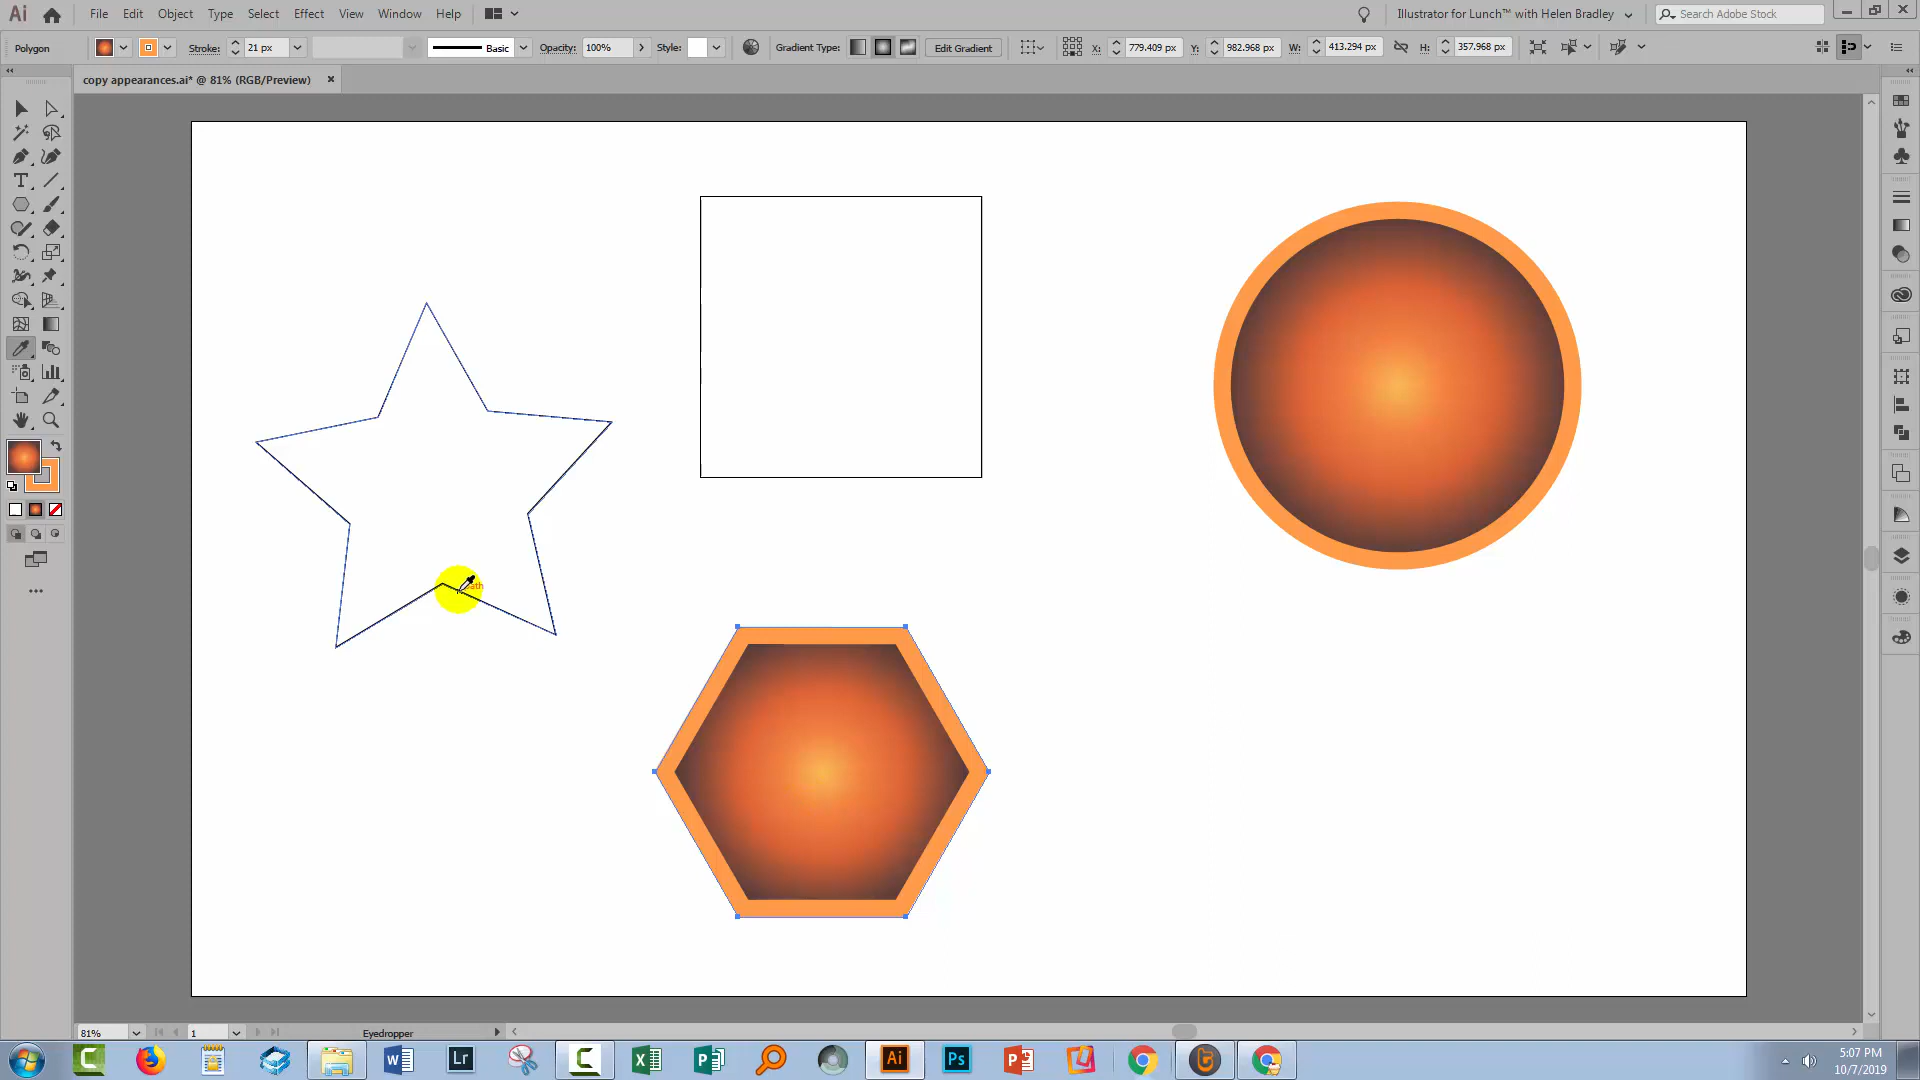 Ai File Edit Object Type Select Effect View Window Help Illustrator for Lunch™ with Helen Bradley Search Adobe Stock
Polygon Stroke: 21 px Basic Opacity: 100% Style: Gradient Type: Edit Gradient X: 779.409 px Y: 982.968 px W: 413.294 px H: 357.968 px
copy appearances.ai* @ 81% (RGB/Preview)
81% 1 Eyedropper
Lr Ai Ps
5:07 PM
10/7/2019